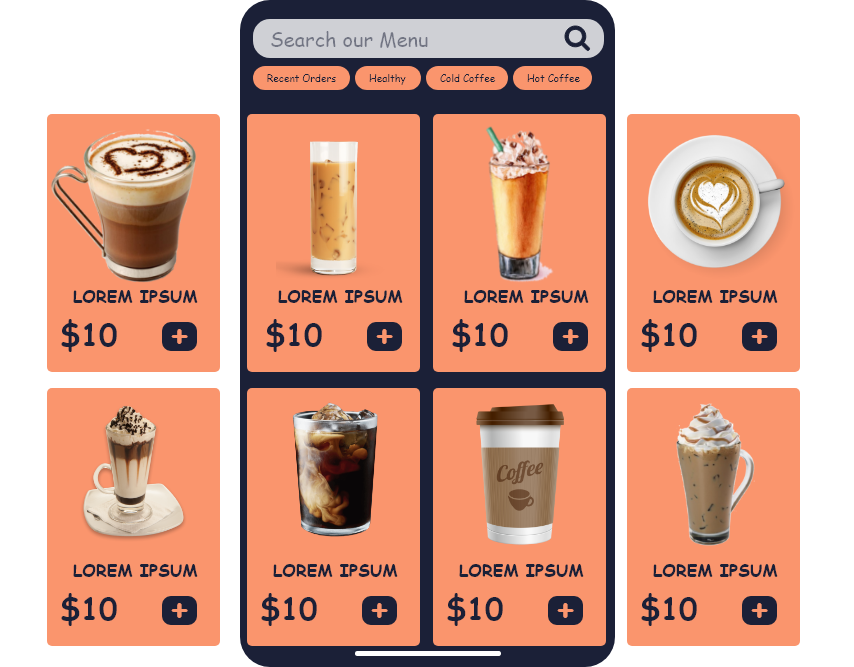 Search our Menu
Recent Orders Healthy Cold Coffee Hot Coffee
LOREM IPSUM LOREM IPSUM LOREM IPSUM LOREM IPSUM
$10 + $10 + $10 + $10 +
Coffee
LOREM IPSUM LOREM IPSUM LOREM IPSUM LOREM IPSUM
$10 + $10 + $10 + $10 +